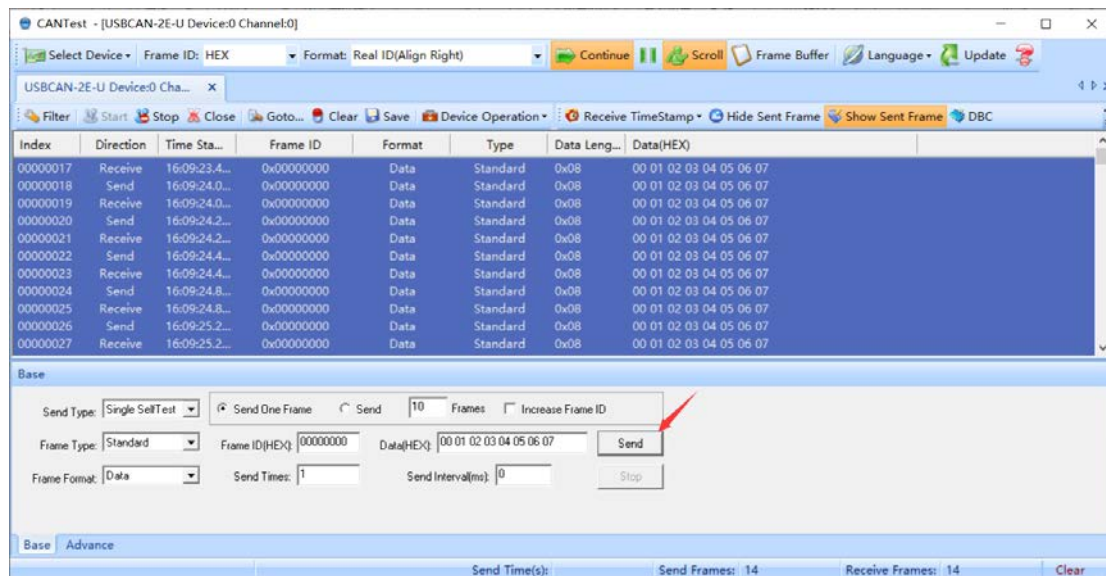 CANTest - [USBCAN-2E-U Device:0 Channel:0]
Select Device Frame ID: HEX Format: Real ID(Align Right) Continue Scroll Frame Buffer Language Update
USBCAN-2E-U Device:0 Cha... x
Filter Start Stop Close Goto... Clear Save Device Operation Receive TimeStamp Hide Sent Frame Show Sent Frame DBC
Index Direction Time Sta... Frame ID Format Type Data Leng... Data(HEX)
00000017 Receive 16:09:23.4... 0x00000000 Data Standard 0x08 00 01 02 03 04 05 06 07
00000018 Send 16:09:24.0... 0x00000000 Data Standard 0x08 00 01 02 03 04 05 06 07
00000019 Receive 16:09:24.0... 0x00000000 Data Standard 0x08 00 01 02 03 04 05 06 07
00000020 Send 16:09:24.2... 0x00000000 Data Standard 0x08 00 01 02 03 04 05 06 07
00000021 Receive 16:09:24.2... 0x00000000 Data Standard 0x08 00 01 02 03 04 05 06 07
00000022 Send 16:09:24.4... 0x00000000 Data Standard 0x08 00 01 02 03 04 05 06 07
00000023 Receive 16:09:24.4... 0x00000000 Data Standard 0x08 00 01 02 03 04 05 06 07
00000024 Send 16:09:24.8... 0x00000000 Data Standard 0x08 00 01 02 03 04 05 06 07
00000025 Receive 16:09:24.8... 0x00000000 Data Standard 0x08 00 01 02 03 04 05 06 07
00000026 Send 16:09:25.2... 0x00000000 Data Standard 0x08 00 01 02 03 04 05 06 07
00000027 Receive 16:09:25.2... 0x00000000 Data Standard 0x08 00 01 02 03 04 05 06 07
Base
Send Type: Single SelfTest Send One Frame Send 10 Frames Increase Frame ID
Frame Type: Standard Frame ID(HEX): 00000000 Data(HEX): 00 01 02 03 04 05 06 07 Send
Frame Format: Data Send Times: 1 Send Interval(ms): 0 Stop
Base Advance
Send Time(s): Send Frames: 14 Receive Frames: 14 Clear